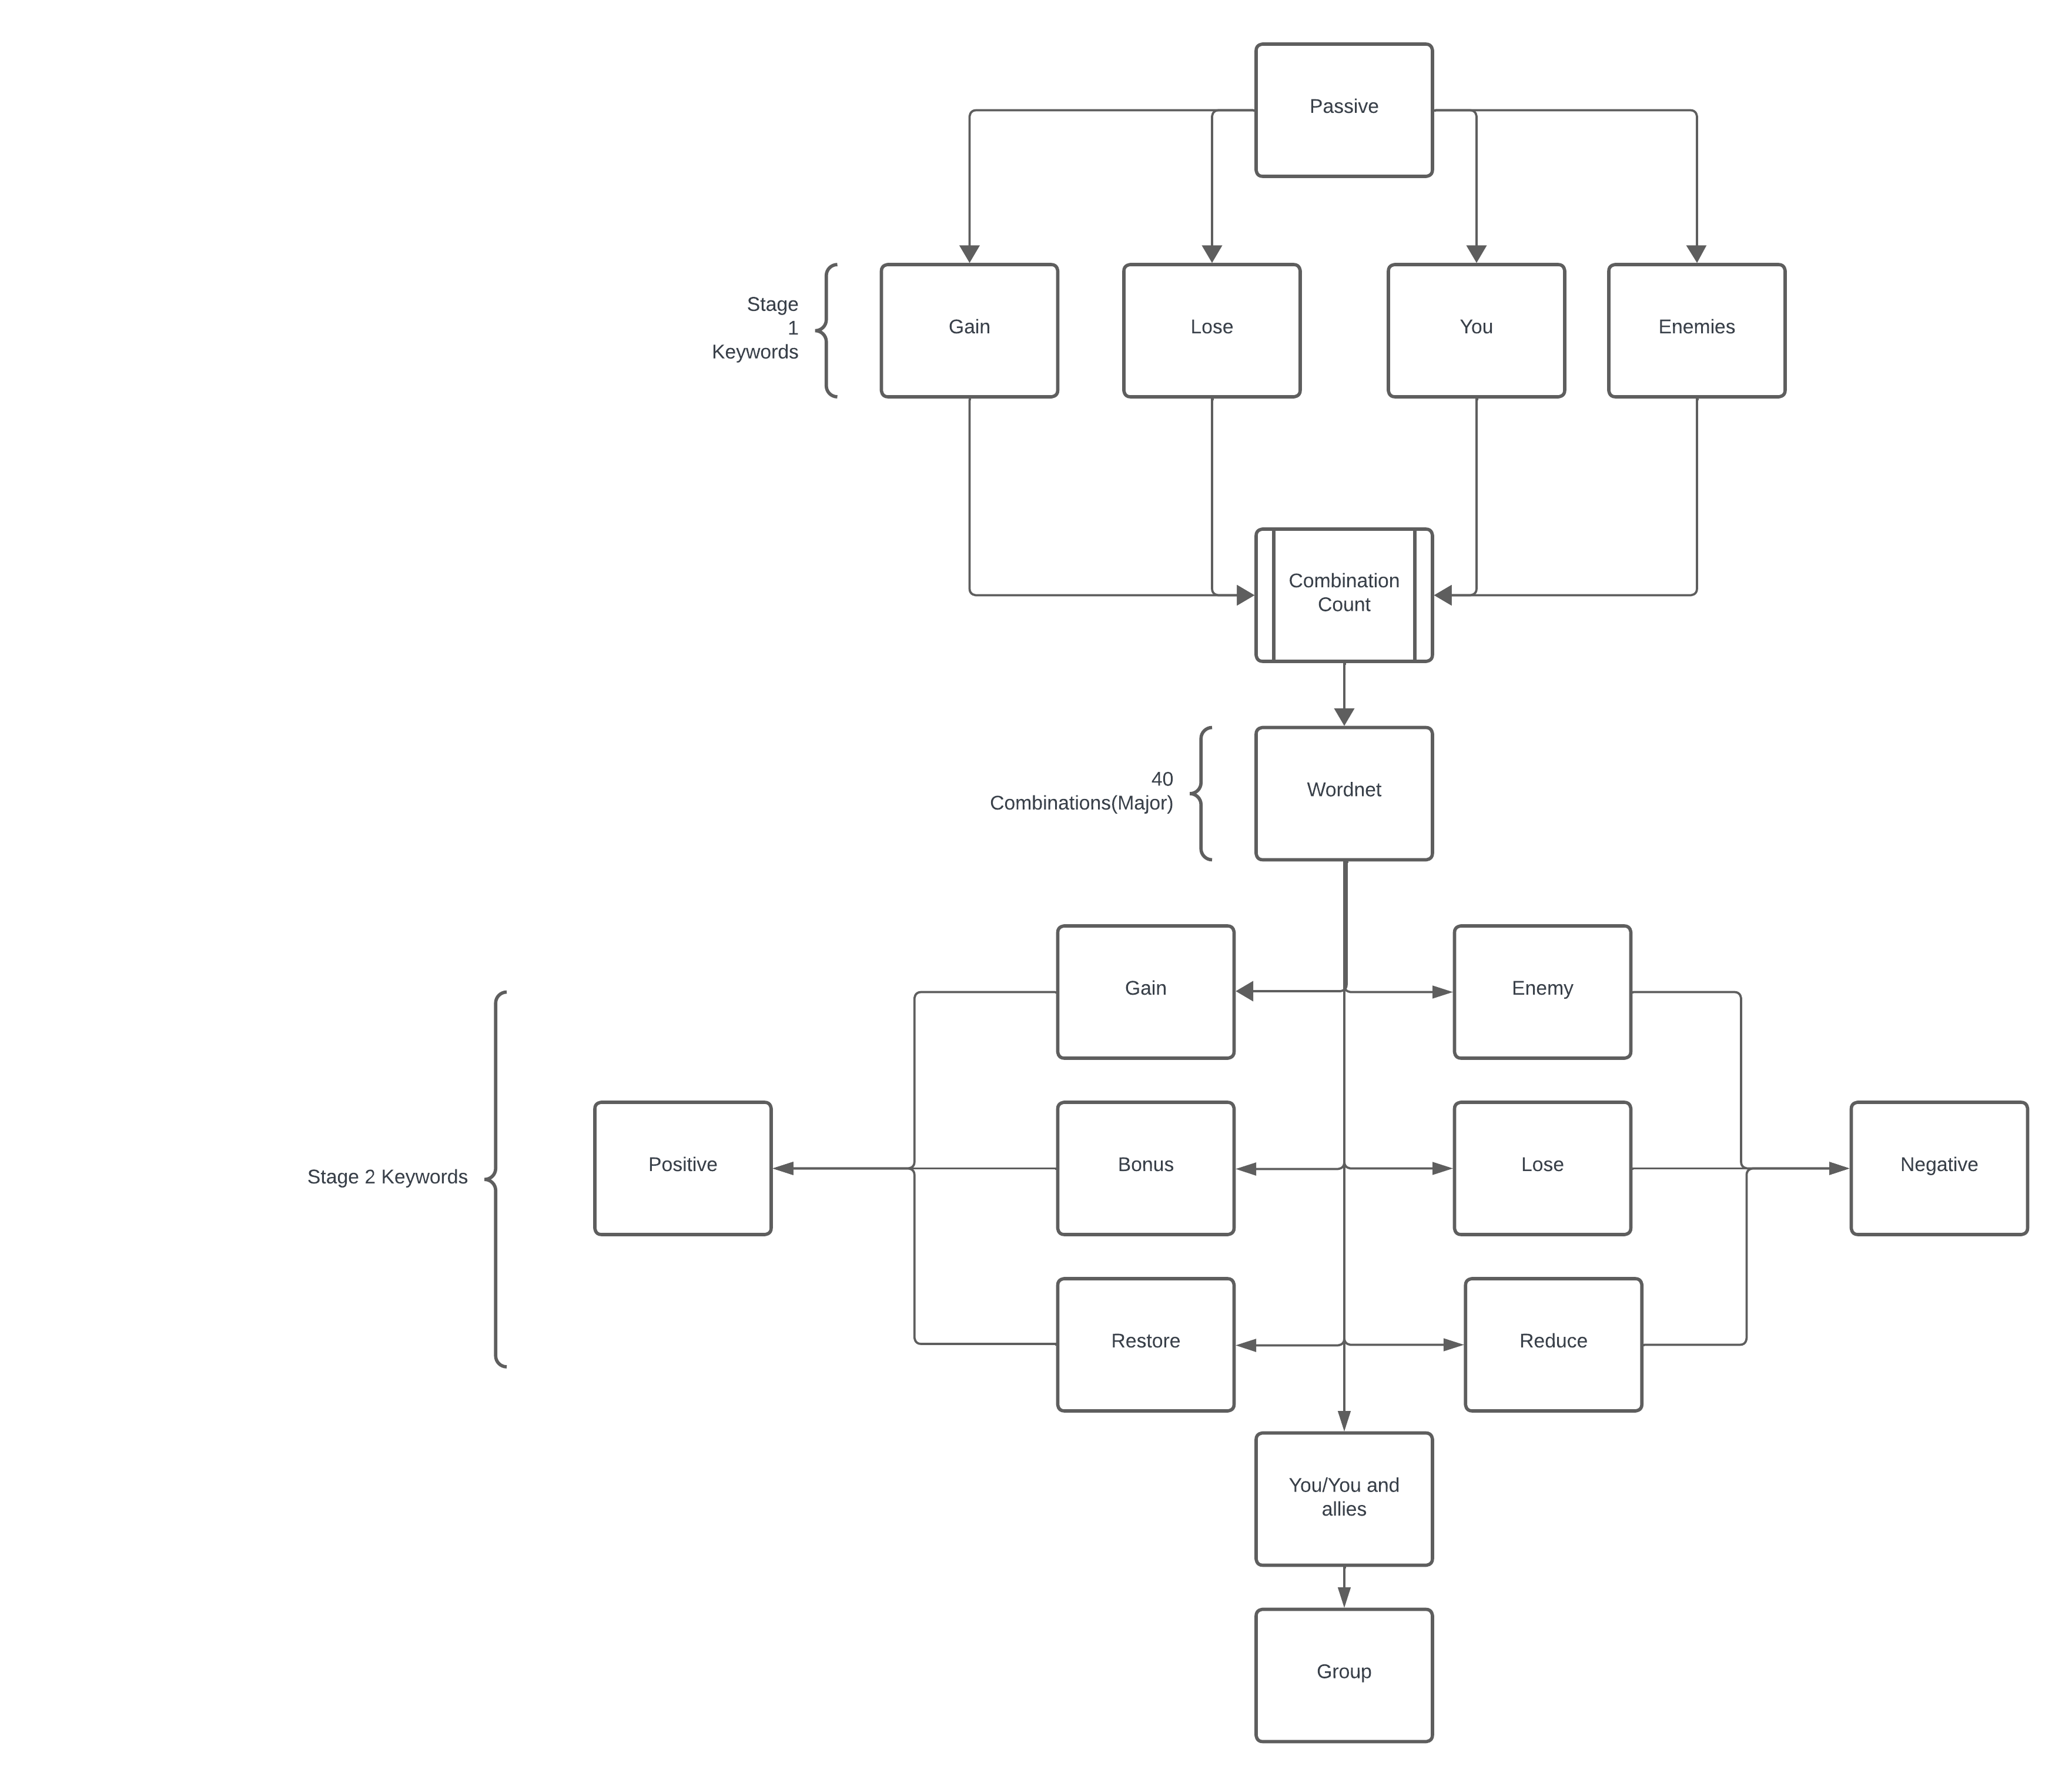 Passive
Stage
1
Keywords
Gain
Lose
You
Enemies
Combination
Count
40
Combinations(Major)
Wordnet
Gain
Enemy
Stage 2 Keywords
Positive
Bonus
Lose
Negative
Restore
Reduce
You/You and
allies
Group